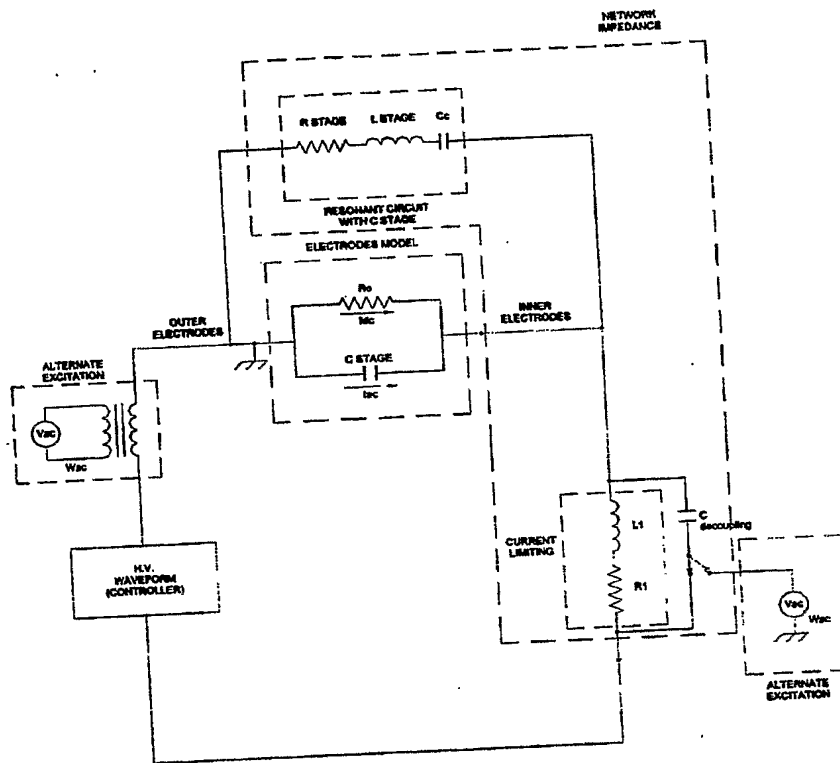 NETWORK
IMPEDANCE
R STAGE
L STAGE
Cc
RESONANT CIRCUIT
WITH C STAGE
ELECTRODES MODEL
Ro
OUTER
ELECTRODES
INNER
ELECTRODES
C STAGE
ALTERNATE
EXCITATION
Vac
Wac
H.V.
WAVEFORM
(CONTROLLER)
CURRENT
LIMITING
L1
C
decoupling
R1
Vac
Wac
ALTERNATE
EXCITATION